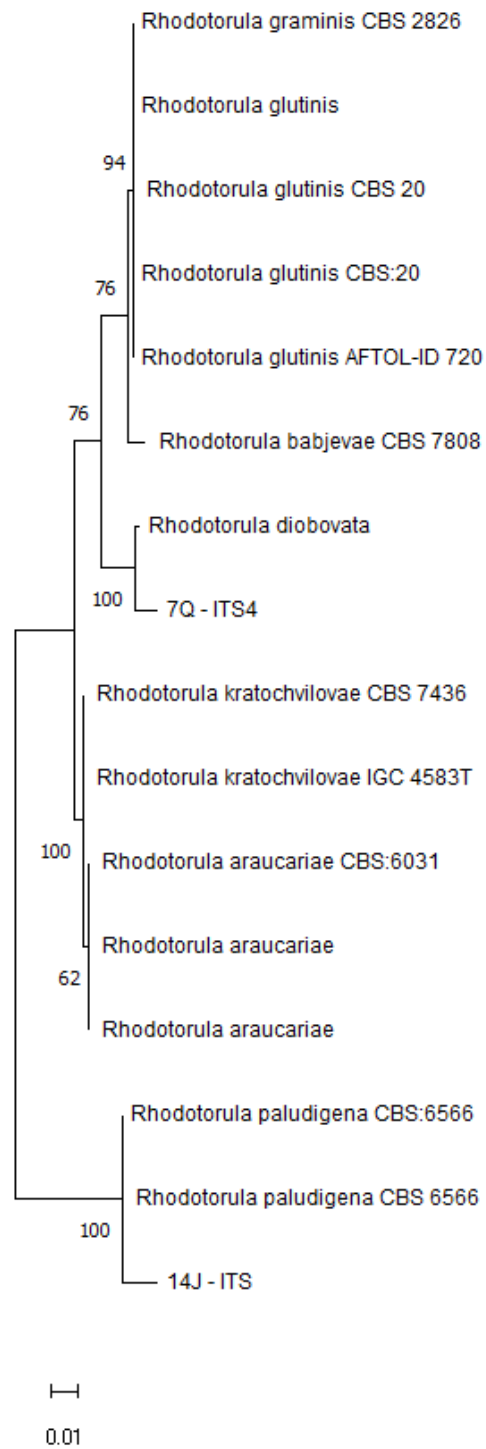 Rhodotorula graminis CBS 2826
Rhodotorula glutinis
94
Rhodotorula glutinis CBS 20
Rhodotorula glutinis CBS:20
76
Rhodotorula glutinis AFTOL-ID 720
76
Rhodotorula babjevae CBS 7808
Rhodotorula diobovata
100
7Q - ITS4
Rhodotorula kratochvilovae CBS 7436
Rhodotorula kratochvilovae IGC 4583T
100
Rhodotorula araucariae CBS:6031
Rhodotorula araucariae
62
Rhodotorula araucariae
Rhodotorula paludigena CBS:6566
Rhodotorula paludigena CBS 6566
100
14J - ITS
0.01